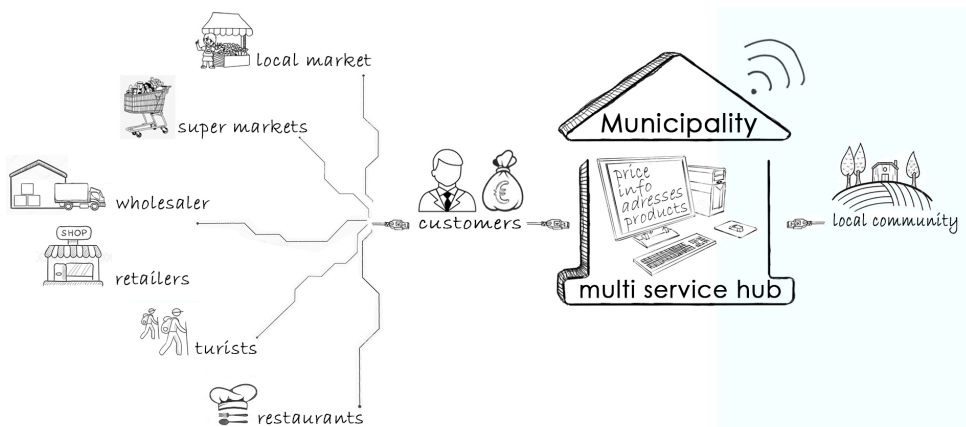 local market
super markets
wholesaler
SHOP
retailers
turists
restaurants
customers
€
Municipality
price
info
adresses
products
multi service hub
local community